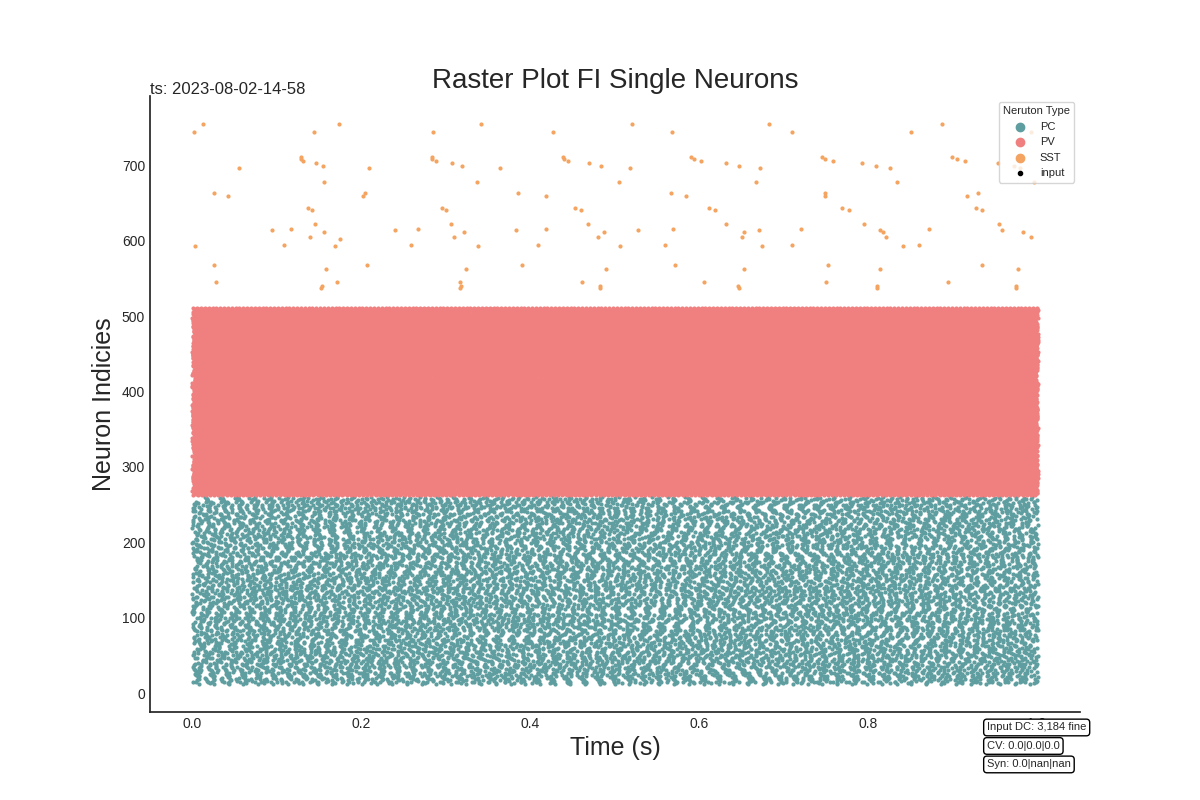 Raster Plot FI Single Neurons
ts: 2023-08-02-14-58
Neruton Type
PC
PV
SST
input
Neuron Indicies
700
600
500
400
300
200
100
0
0.0 0.2 0.4 0.6 0.8
Time (s)
Input DC: 3,184 fine
CV: 0.0|0.0|0.0
Syn: 0.0|nan|nan